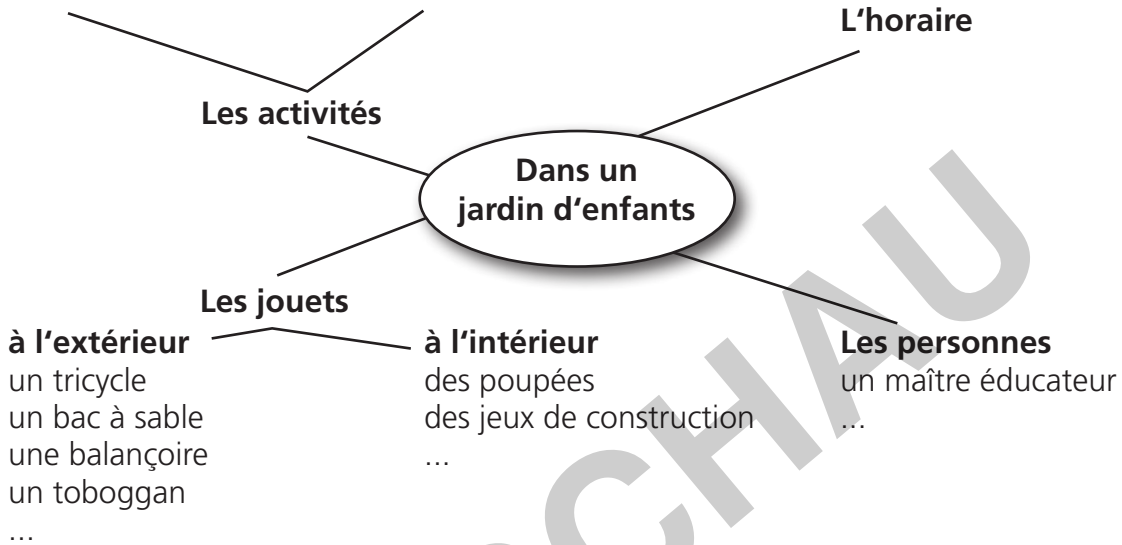 L‘horaire
Les activités
Dans un
jardin d‘enfants
Les jouets
à l‘extérieur
un tricycle
un bac à sable
une balançoire
un toboggan
...
à l‘intérieur
des poupées
des jeux de construction
...
Les personnes
un maître éducateur
...
CHAU